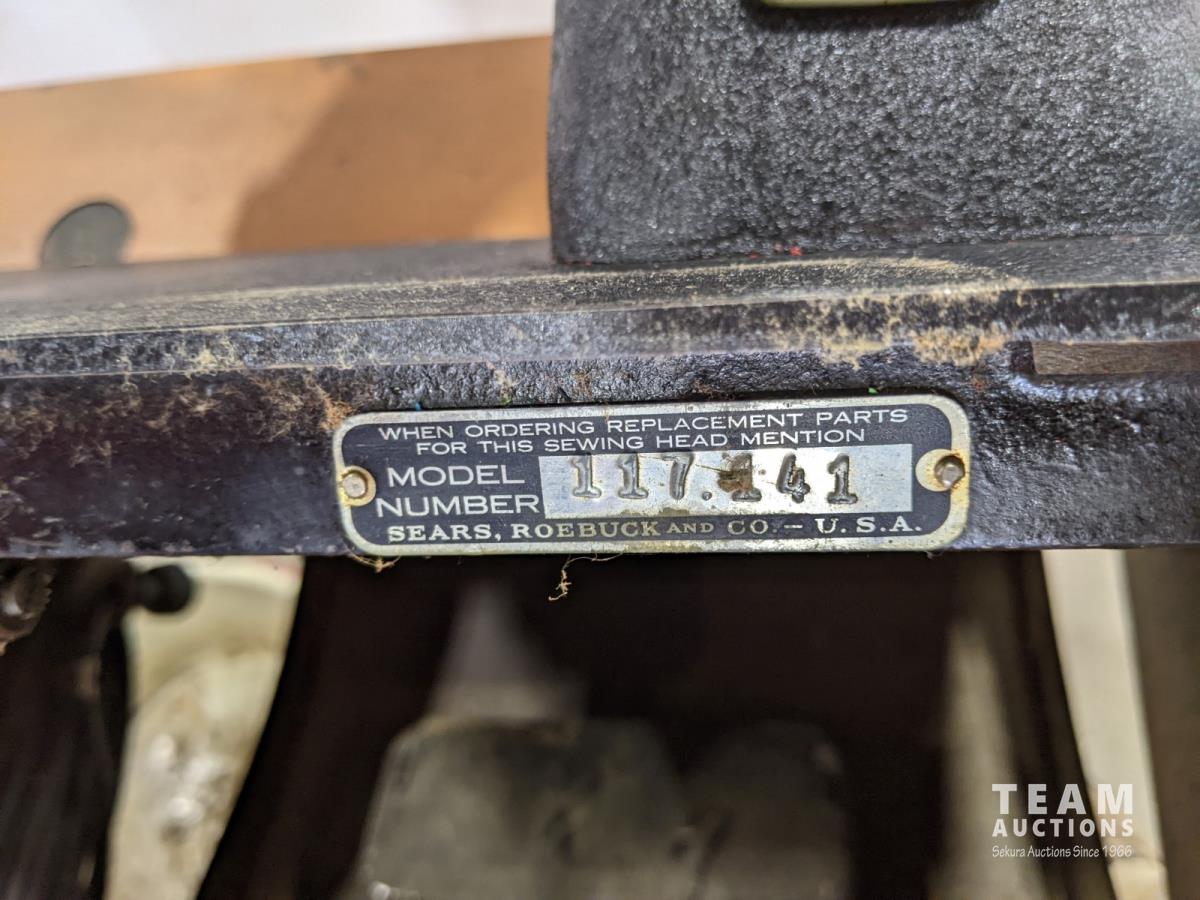 WHEN ORDERING REPLACEMENT PARTS
FOR THIS SEWING HEAD MENTION
MODEL NUMBER 117.141
SEARS, ROEBUCK AND CO. – U.S.A.
TEAM
AUCTIONS
Sekura Auctions Since 1966